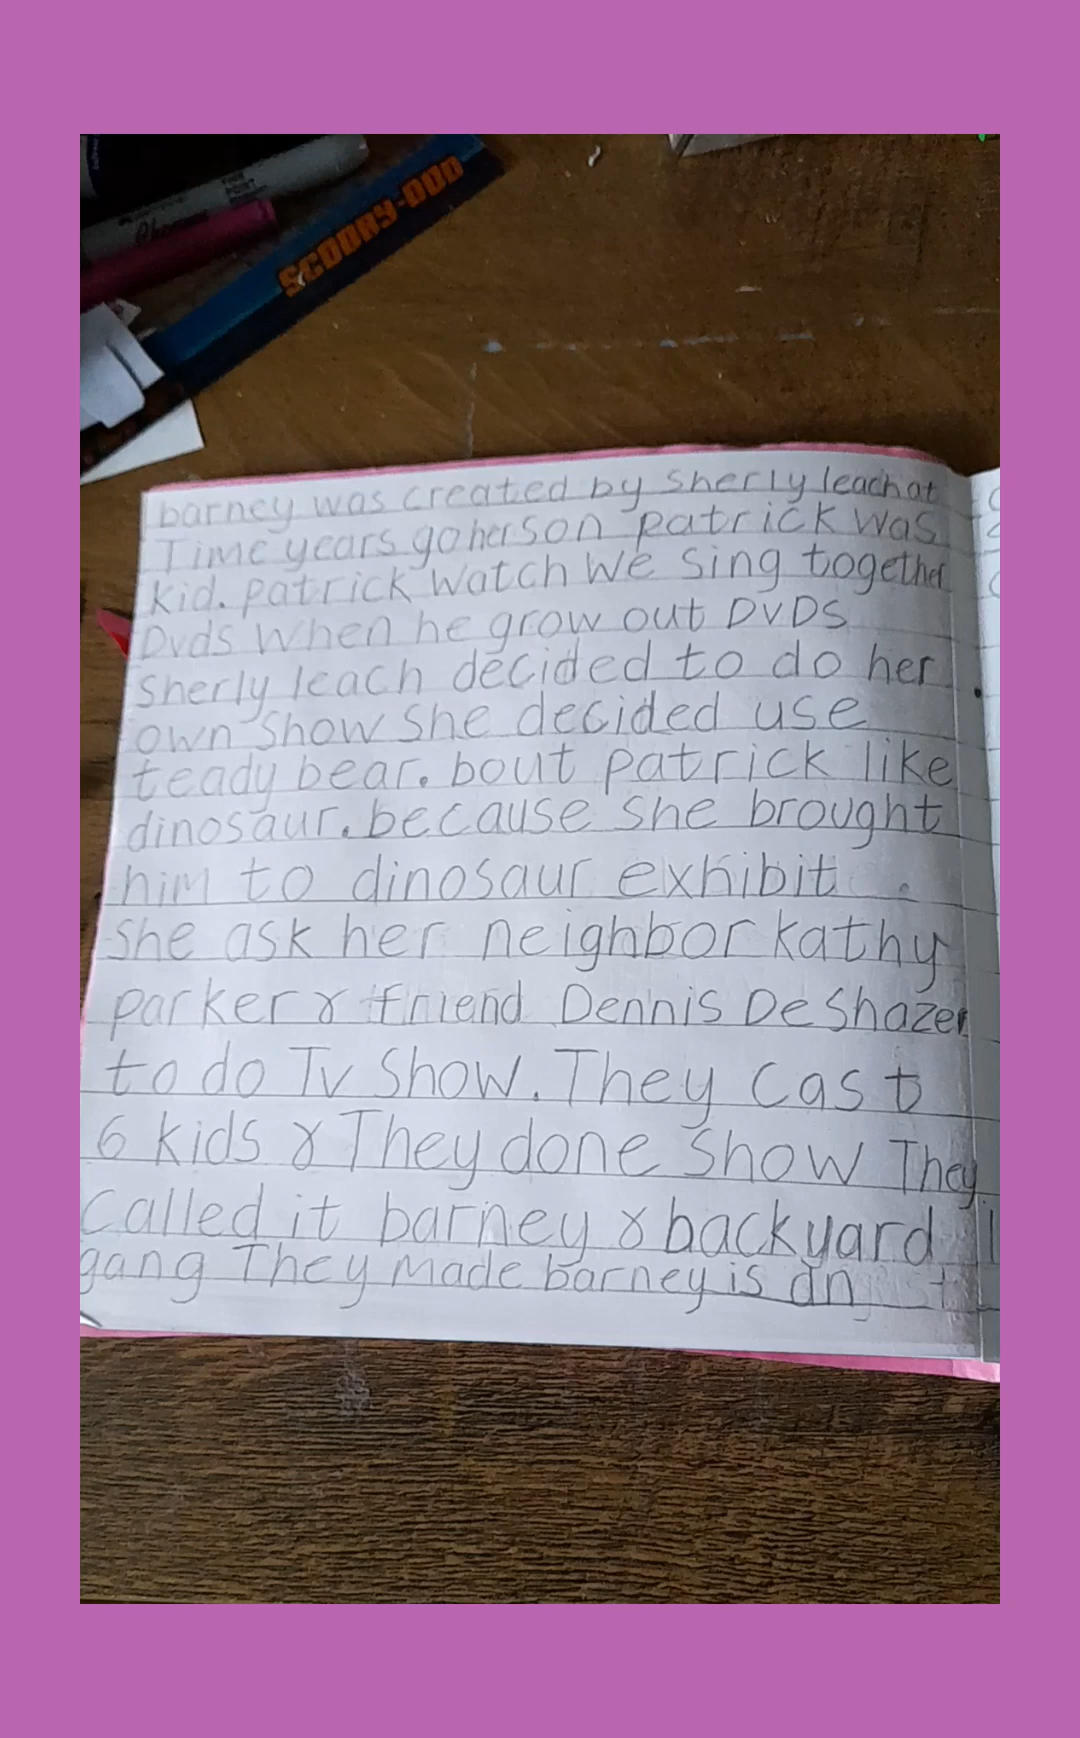 SCOOBY-DOO
barney was created by Sherly leach at
Time years go her son patrick was
kid. patrick watch we sing together
Dvds when he grow out DVDS
Sherly leach decided to do her
own show she decided use
teady bear. bout patrick like
dinosaur. because she brought
him to dinosaur exhibit
she ask her neighbor kathy
parker & friend Dennis DeShazer
to do Tv show. They cast
6 kids & They done show They
called it barney & backyard
gang They made barney is dn